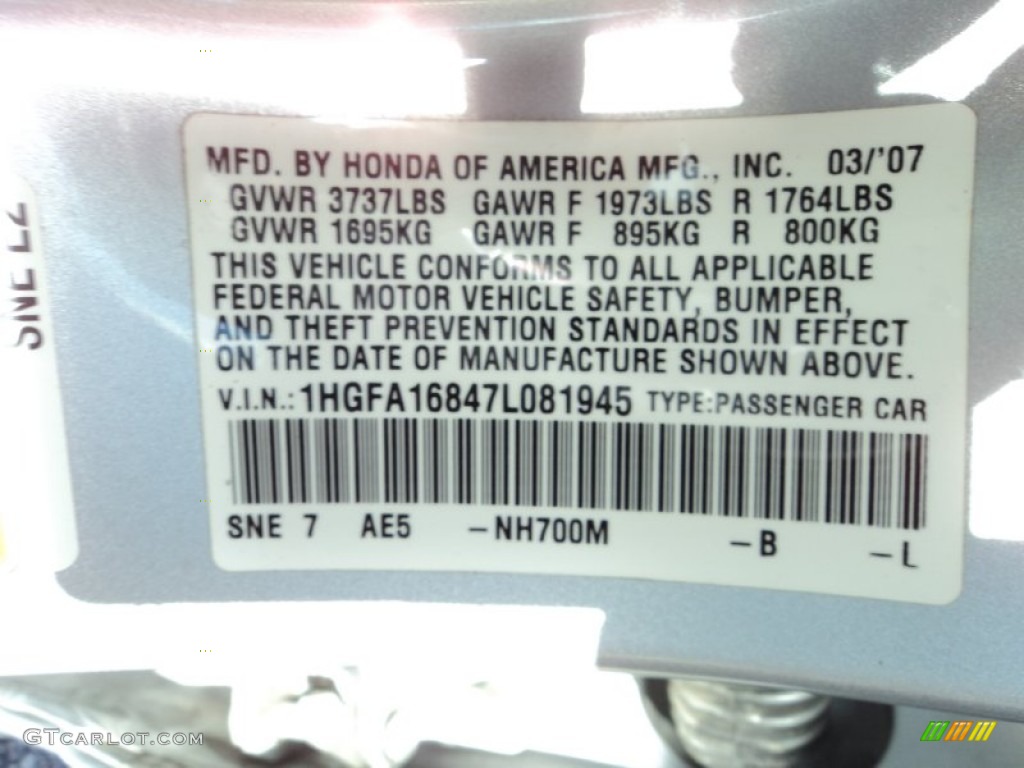 MFD. BY HONDA OF AMERICA MFG., INC. 03/'07
GVWR 3737LBS GAWR F 1973LBS R 1764LBS
GVWR 1695KG GAWR F 895KG R 800KG
THIS VEHICLE CONFORMS TO ALL APPLICABLE
FEDERAL MOTOR VEHICLE SAFETY, BUMPER,
AND THEFT PREVENTION STANDARDS IN EFFECT
ON THE DATE OF MANUFACTURE SHOWN ABOVE.
V.I.N.: 1HGFA16847L081945 TYPE:PASSENGER CAR
SNE 7 AE5 -NH700M -B -L
SNE L2
GTCARLOT.COM